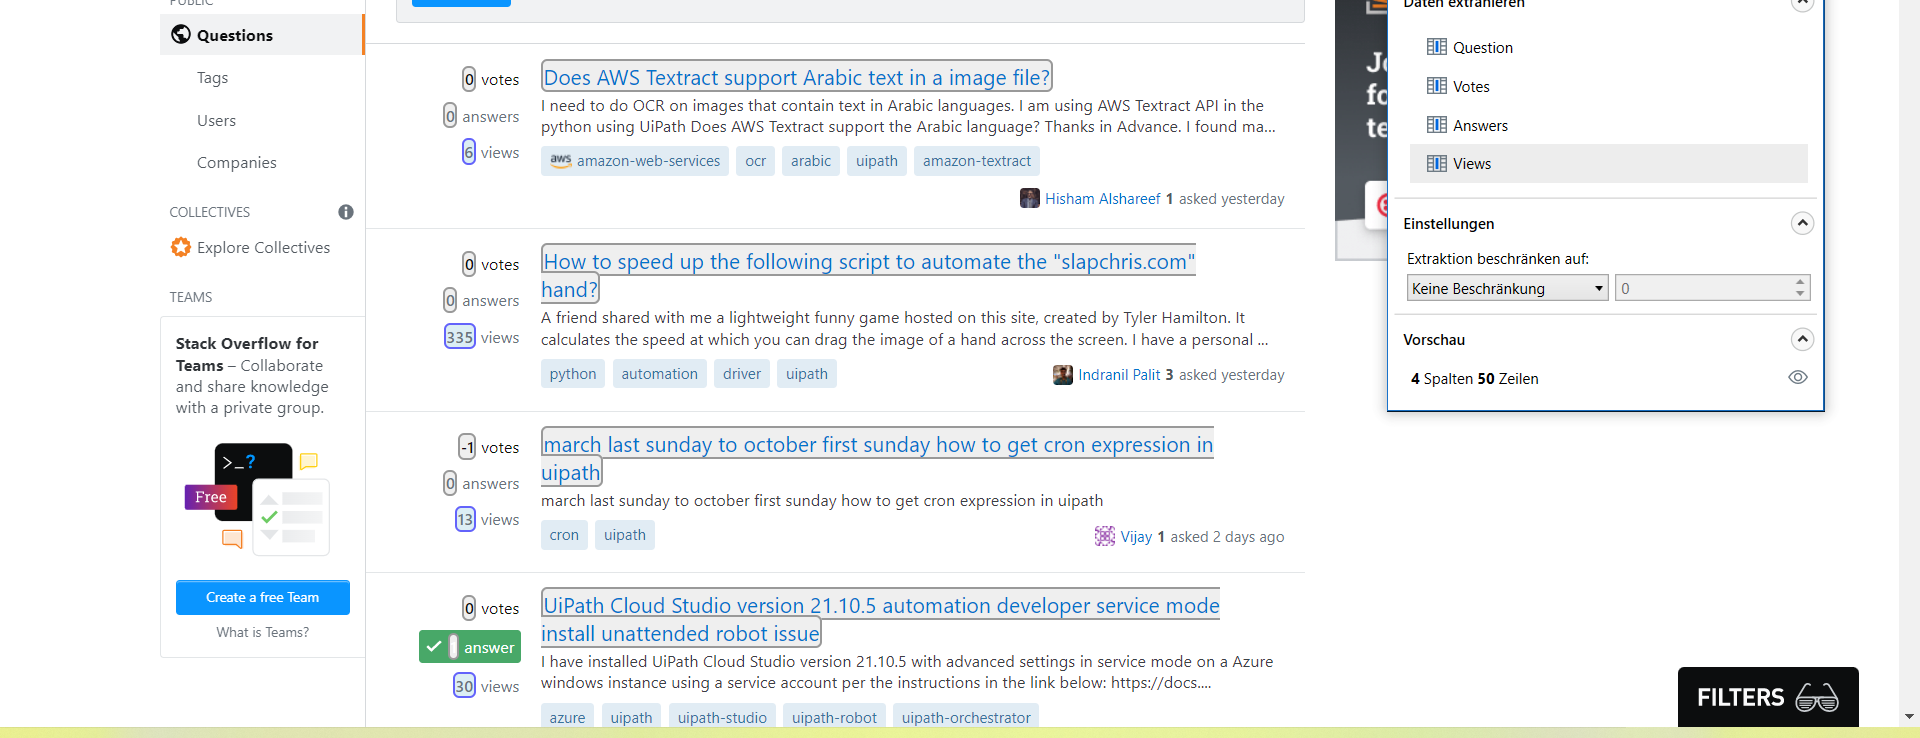 PUBLIC
Questions
Tags
Users
Companies
COLLECTIVES
Explore Collectives
TEAMS
Stack Overflow for
Teams – Collaborate
and share knowledge
with a private group.
>_?
Free
Create a free Team
What is Teams?
0 votes
0 answers
6 views
Does AWS Textract support Arabic text in a image file?
I need to do OCR on images that contain text in Arabic languages. I am using AWS Textract API in the
python using UiPath Does AWS Textract support the Arabic language? Thanks in Advance. I found ma...
aws amazon-web-services ocr arabic uipath amazon-textract
Hisham Alshareef 1 asked yesterday
0 votes
0 answers
335 views
How to speed up the following script to automate the "slapchris.com"
hand?
A friend shared with me a lightweight funny game hosted on this site, created by Tyler Hamilton. It
calculates the speed at which you can drag the image of a hand across the screen. I have a personal ...
python automation driver uipath
Indranil Palit 3 asked yesterday
-1 votes
0 answers
13 views
march last sunday to october first sunday how to get cron expression in
uipath
march last sunday to october first sunday how to get cron expression in uipath
cron uipath
Vijay 1 asked 2 days ago
0 votes
answer
30 views
UiPath Cloud Studio version 21.10.5 automation developer service mode
install unattended robot issue
I have installed UiPath Cloud Studio version 21.10.5 with advanced settings in service mode on a Azure
windows instance using a service account per the instructions in the link below: https://docs....
azure uipath uipath-studio uipath-robot uipath-orchestrator
Daten extrahieren
Question
Votes
Answers
Views
Einstellungen
Extraktion beschränken auf:
Keine Beschränkung 0
Vorschau
4 Spalten 50 Zeilen
FILTERS